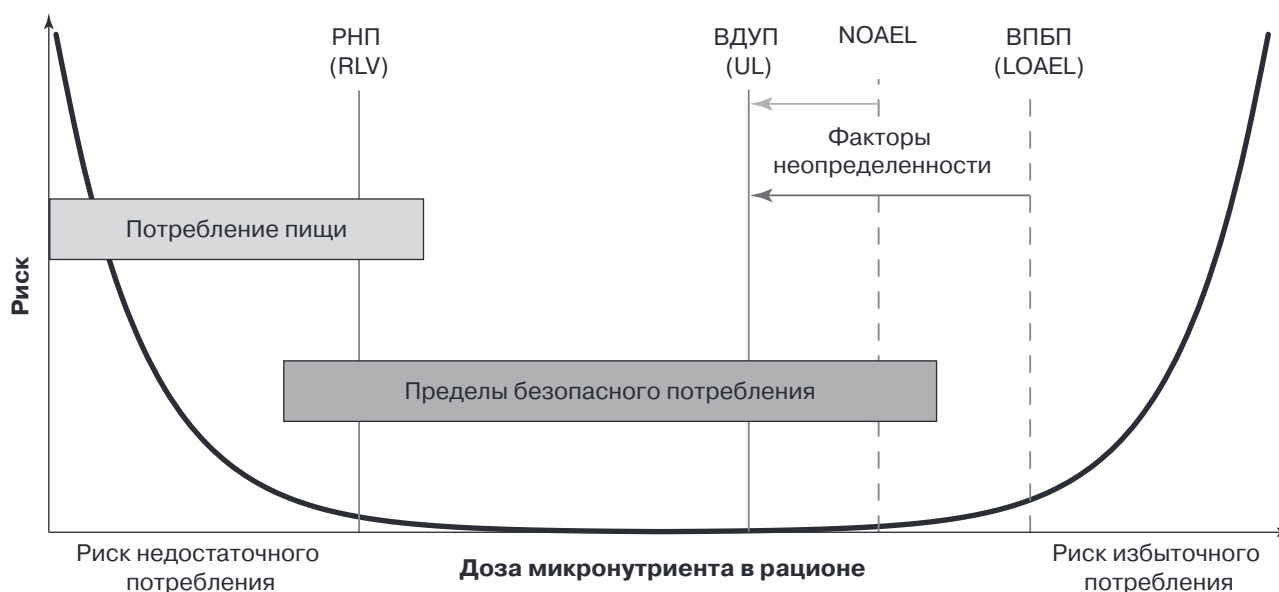 РНП
(RLV)
ВДУП
(UL)
NOAEL
ВПБП
(LOAEL)
Факторы
неопределенности
Потребление пищи
Риск
Пределы безопасного потребления
Риск недостаточного
потребления
Доза микронутриента в рационе
Риск избыточного
потребления